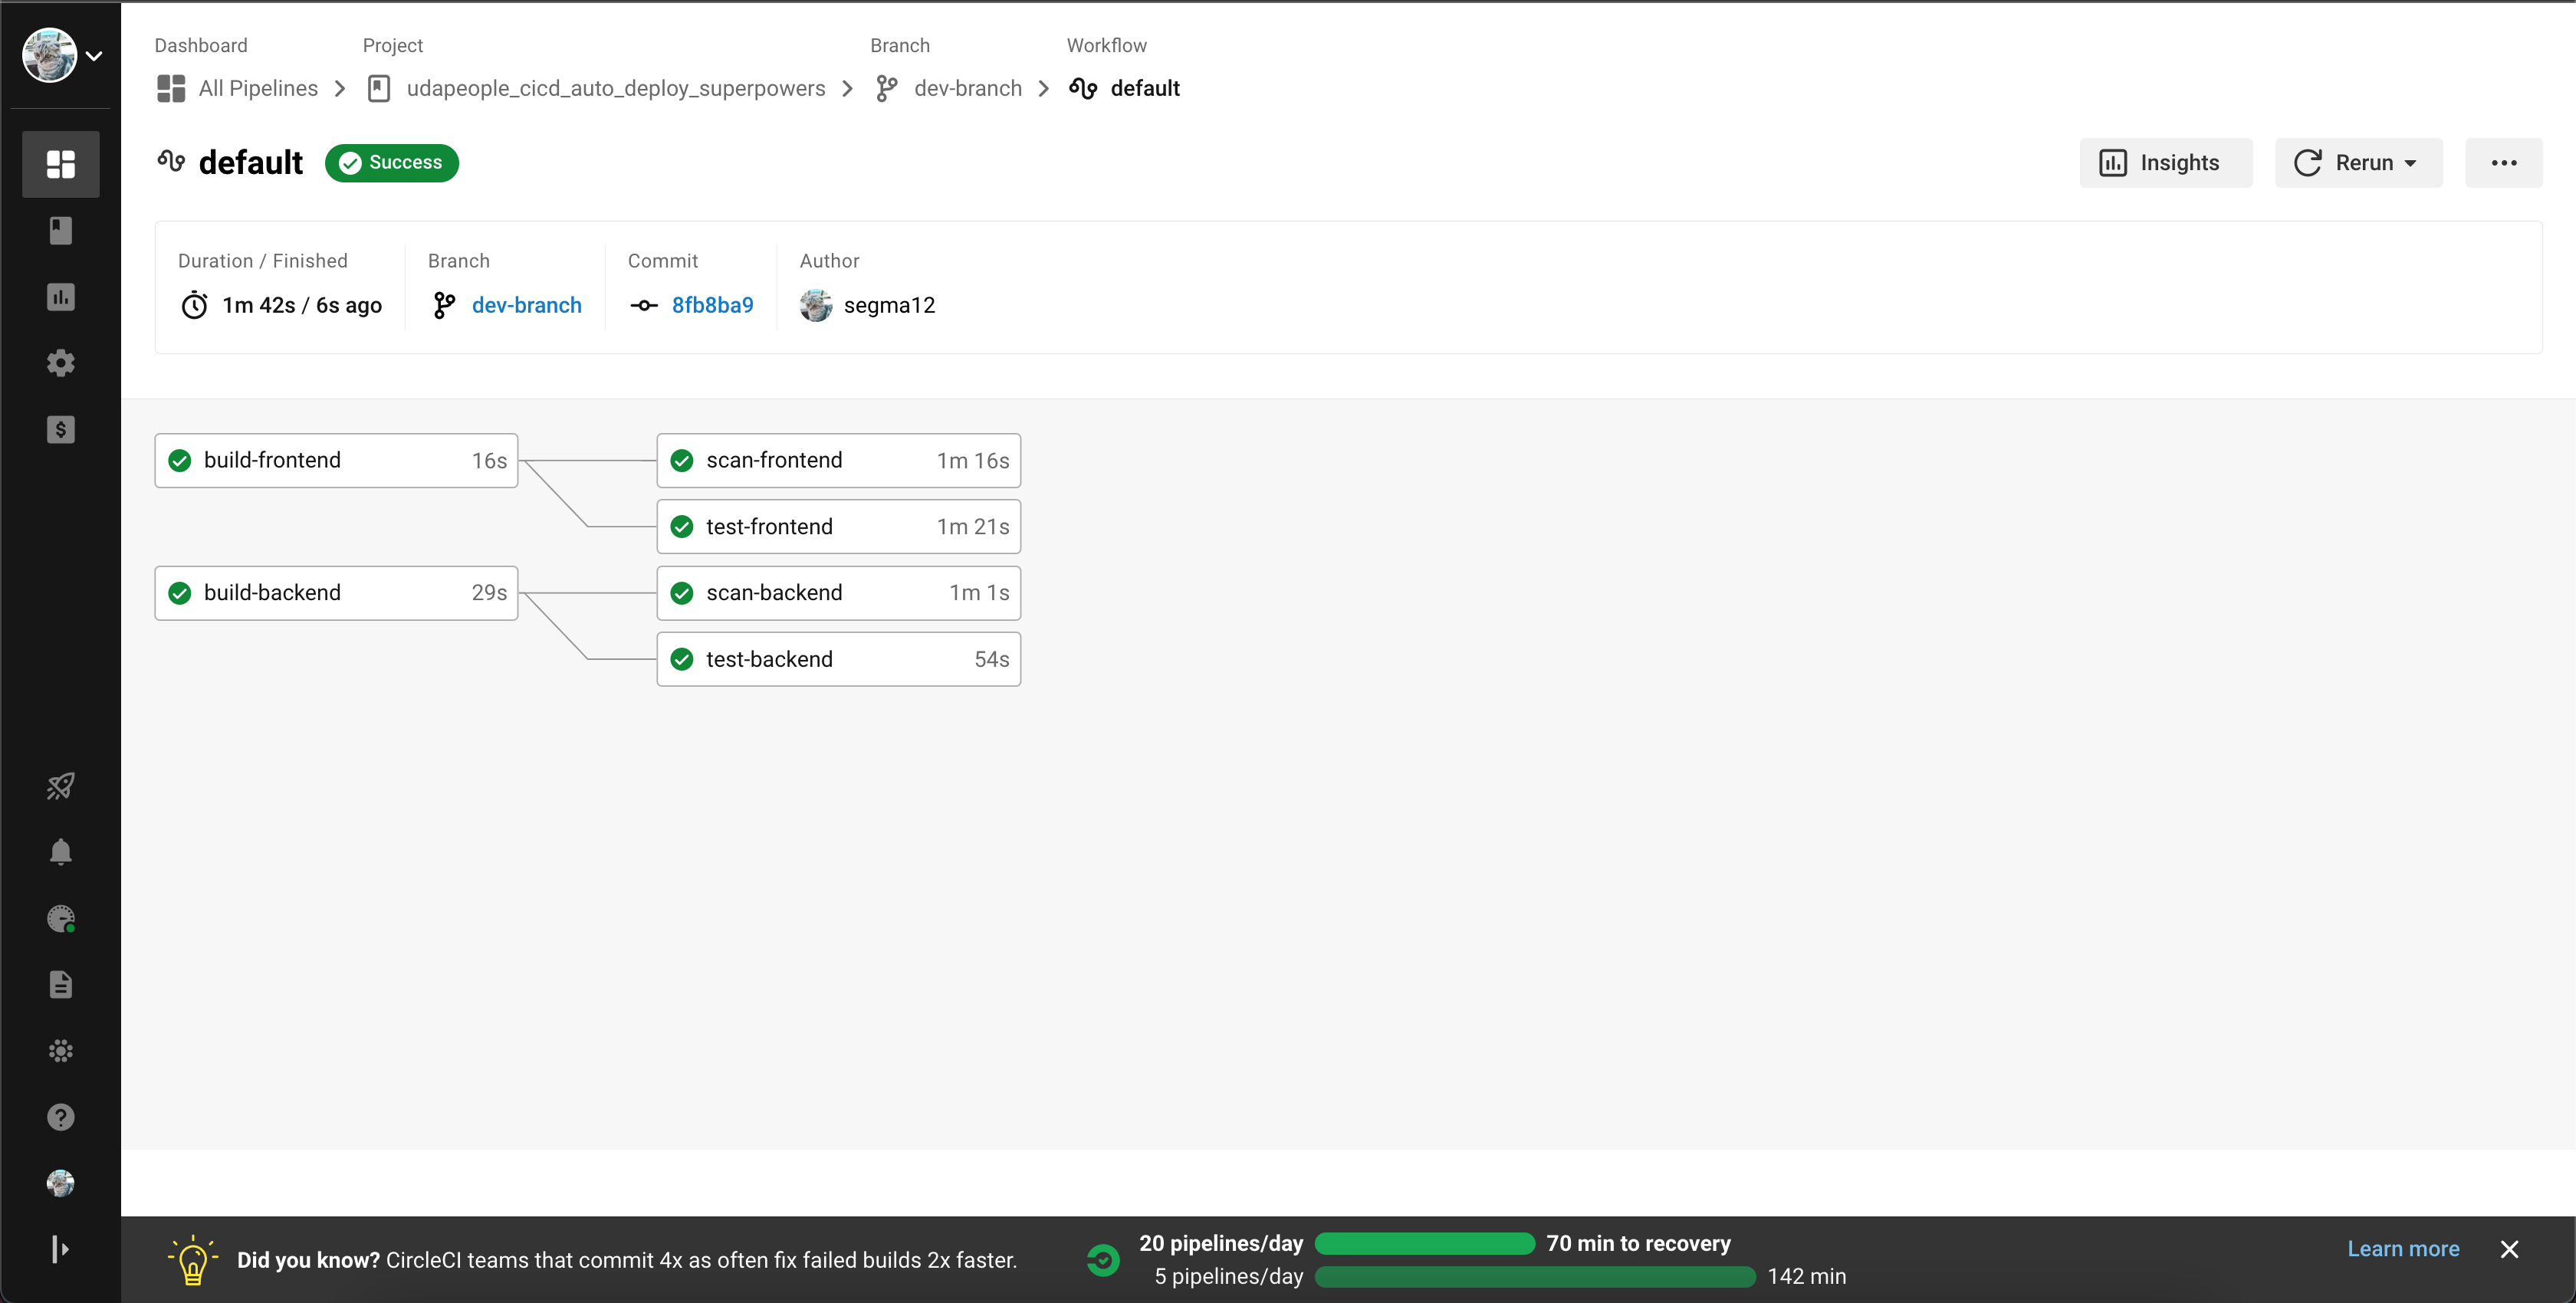 Dashboard Project Branch Workflow
All Pipelines udapeople_cicd_auto_deploy_superpowers dev-branch default
default Success Insights Rerun
Duration / Finished Branch Commit Author
1m 42s / 6s ago dev-branch 8fb8ba9 segma12
build-frontend 16s scan-frontend 1m 16s
test-frontend 1m 21s
build-backend 29s scan-backend 1m 1s
test-backend 54s
Did you know? CircleCI teams that commit 4x as often fix failed builds 2x faster.
20 pipelines/day 70 min to recovery
5 pipelines/day 142 min
Learn more